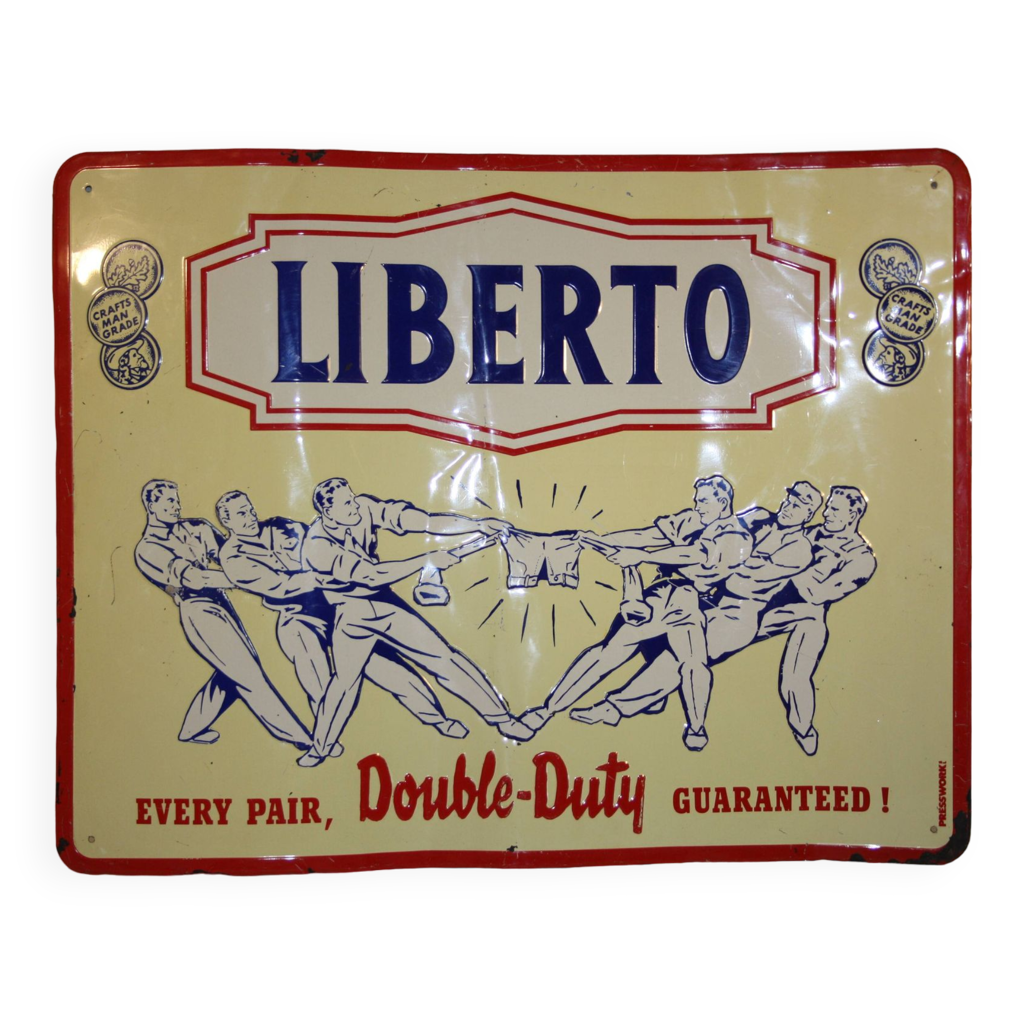 LIBERTO
CRAFTS
MAN
GRADE
CRAFTS
MAN
GRADE
EVERY PAIR, Double-Duty GUARANTEED!
PRESSWORK!